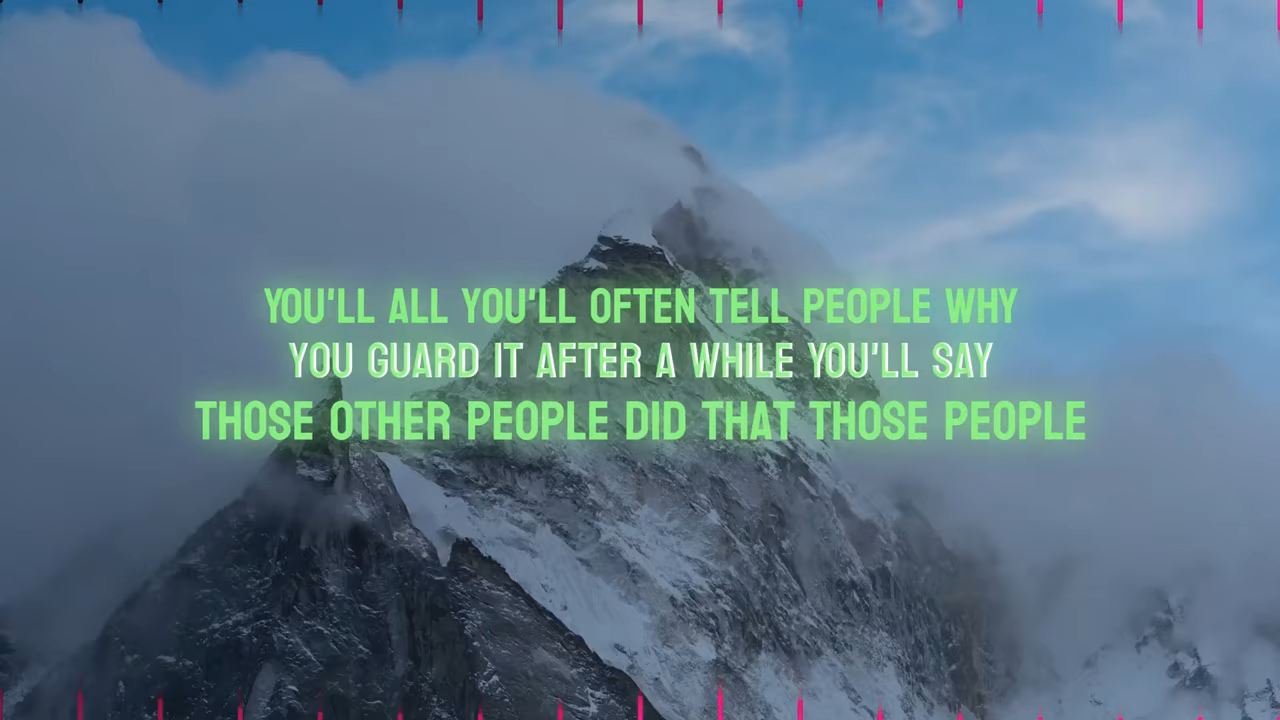 YOU'LL ALL YOU'LL OFTEN TELL PEOPLE WHY
YOU GUARD IT AFTER A WHILE YOU'LL SAY
THOSE OTHER PEOPLE DID THAT THOSE PEOPLE